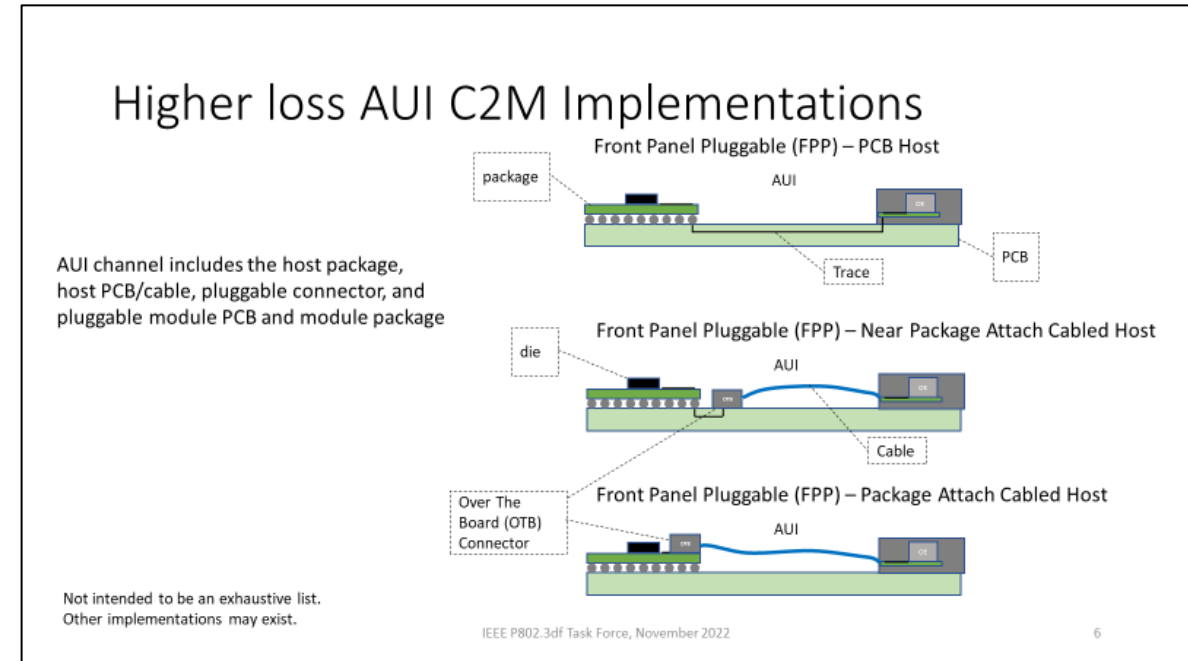 Higher loss AUI C2M Implementations
Front Panel Pluggable (FPP) – PCB Host
package
AUI
PCB
Trace
AUI channel includes the host package,
host PCB/cable, pluggable connector, and
pluggable module PCB and module package
Front Panel Pluggable (FPP) – Near Package Attach Cabled Host
die
AUI
Cable
Front Panel Pluggable (FPP) – Package Attach Cabled Host
Over The
Board (OTB)
Connector
AUI
Not intended to be an exhaustive list.
Other implementations may exist.
IEEE P802.3df Task Force, November 2022
6